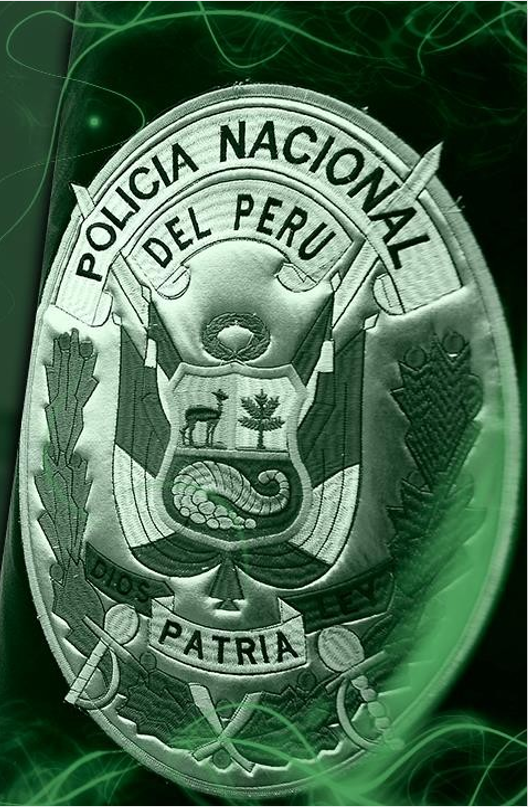 POLICIA NACIONAL
DEL PERU
DIOS
LEY
PATRIA